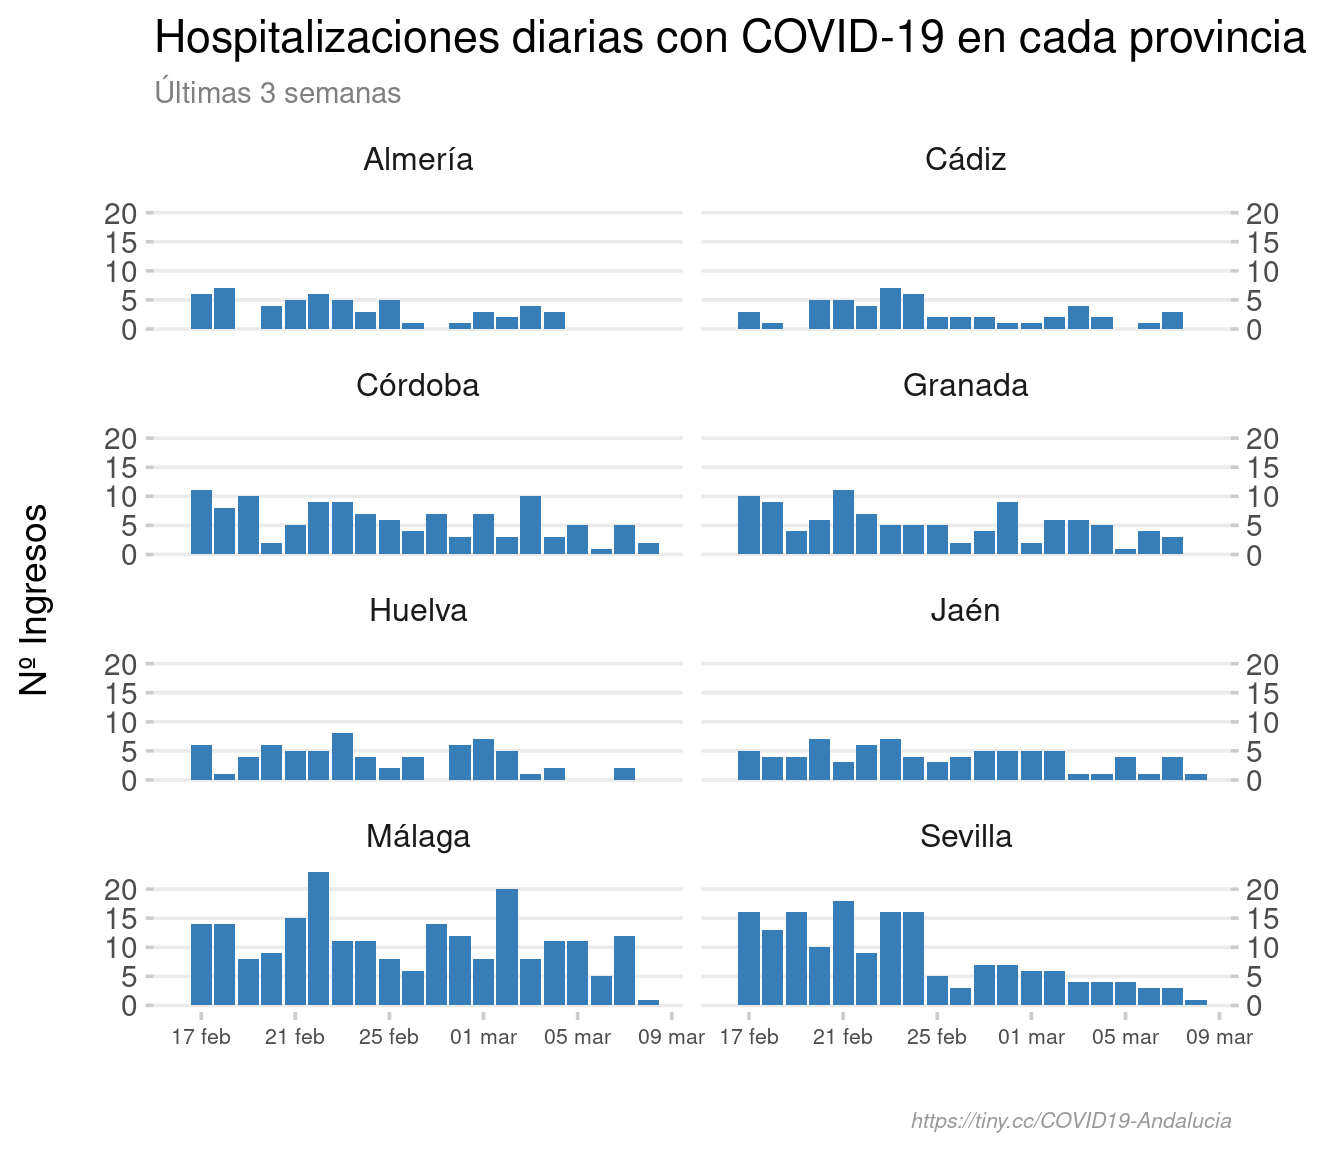 Hospitalizaciones diarias con COVID-19 en cada provincia
Últimas 3 semanas
Nº Ingresos
Almería
Cádiz
20 20
15 15
10 10
5 5
0 0
Córdoba
Granada
20 20
15 15
10 10
5 5
0 0
Huelva
Jaén
20 20
15 15
10 10
5 5
0 0
Málaga
Sevilla
20 20
15 15
10 10
5 5
0 0
17 feb 21 feb 25 feb 01 mar 05 mar 09 mar 17 feb 21 feb 25 feb 01 mar 05 mar 09 mar
https://tiny.cc/COVID19-Andalucia